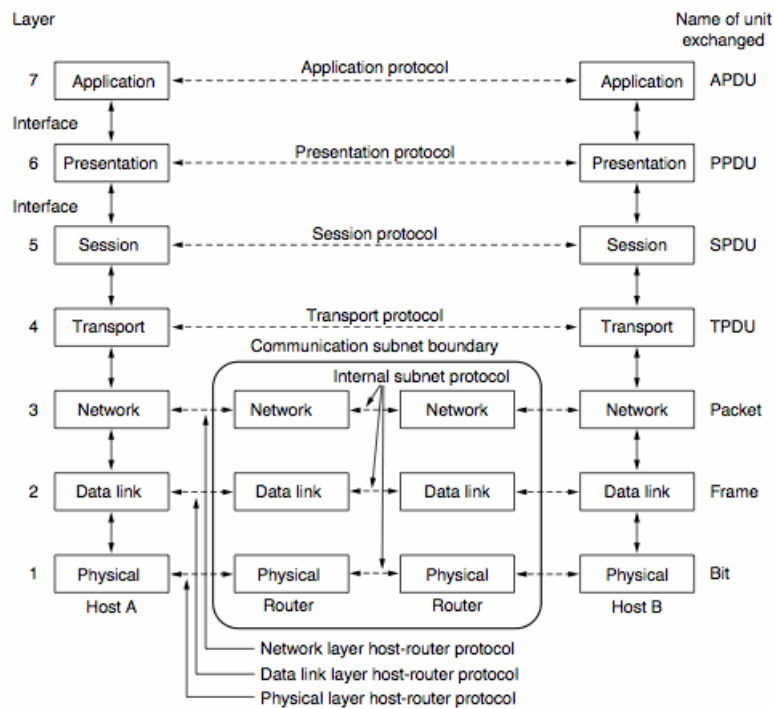 Layer
Name of unit
exchanged
Application protocol
7 Application Application APDU
Interface
Presentation protocol
6 Presentation Presentation PPDU
Interface
Session protocol
5 Session Session SPDU
Transport protocol
4 Transport Transport TPDU
Communication subnet boundary
Internal subnet protocol
3 Network Network Network Network Packet
2 Data link Data link Data link Data link Frame
1 Physical Physical Physical Physical Bit
Host A Router Router Host B
Network layer host-router protocol
Data link layer host-router protocol
Physical layer host-router protocol